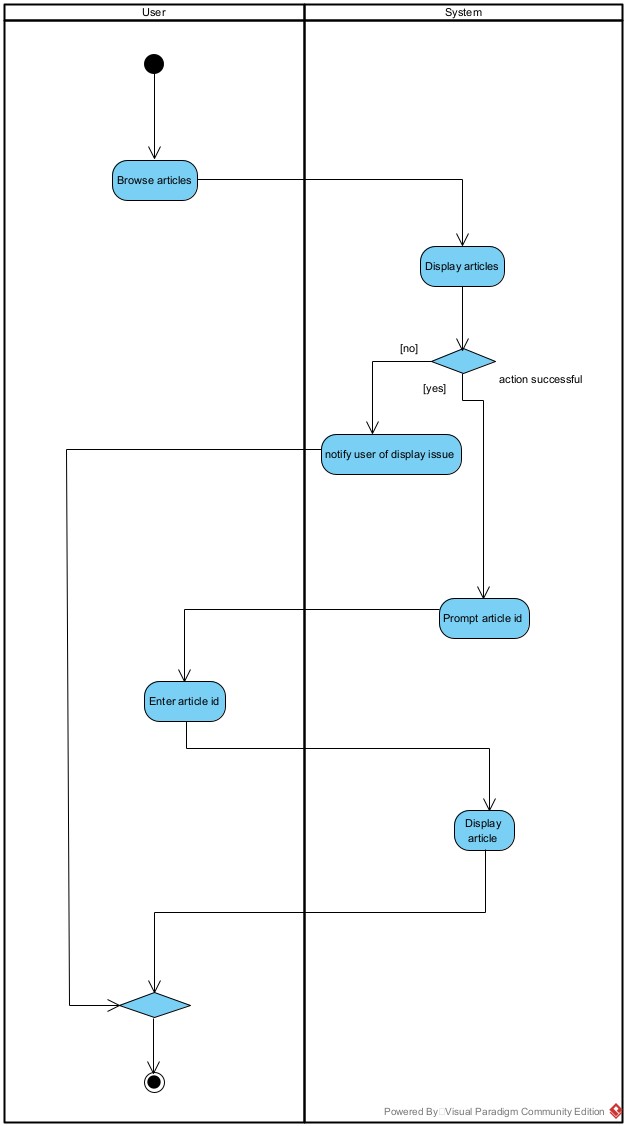 User
System
Browse articles
Display articles
[no]
action successful
[yes]
notify user of display issue
Prompt article id
Enter article id
Display
article
Powered By Visual Paradigm Community Edition